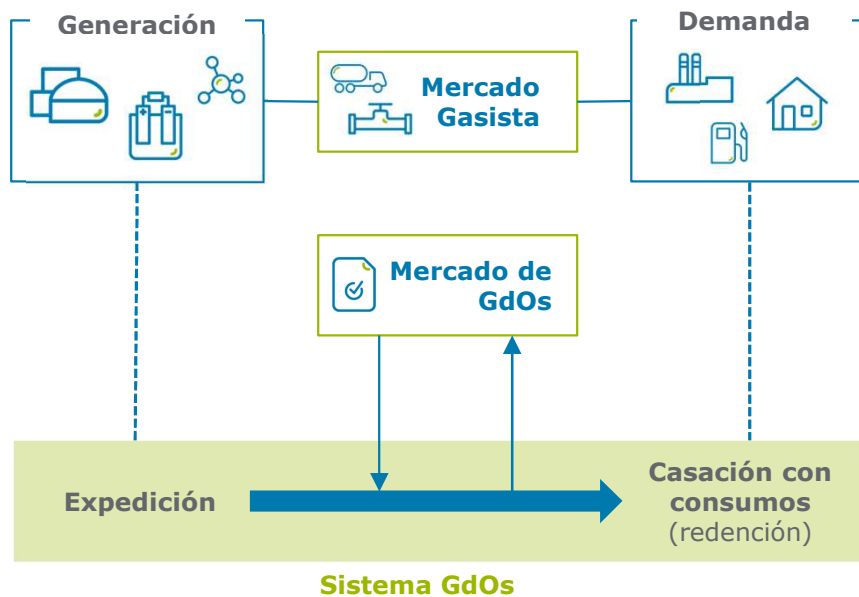 Generación
Demanda
Mercado
Gasista
Mercado de
GdOs
Expedición
Casación con
consumos
(redención)
Sistema GdOs